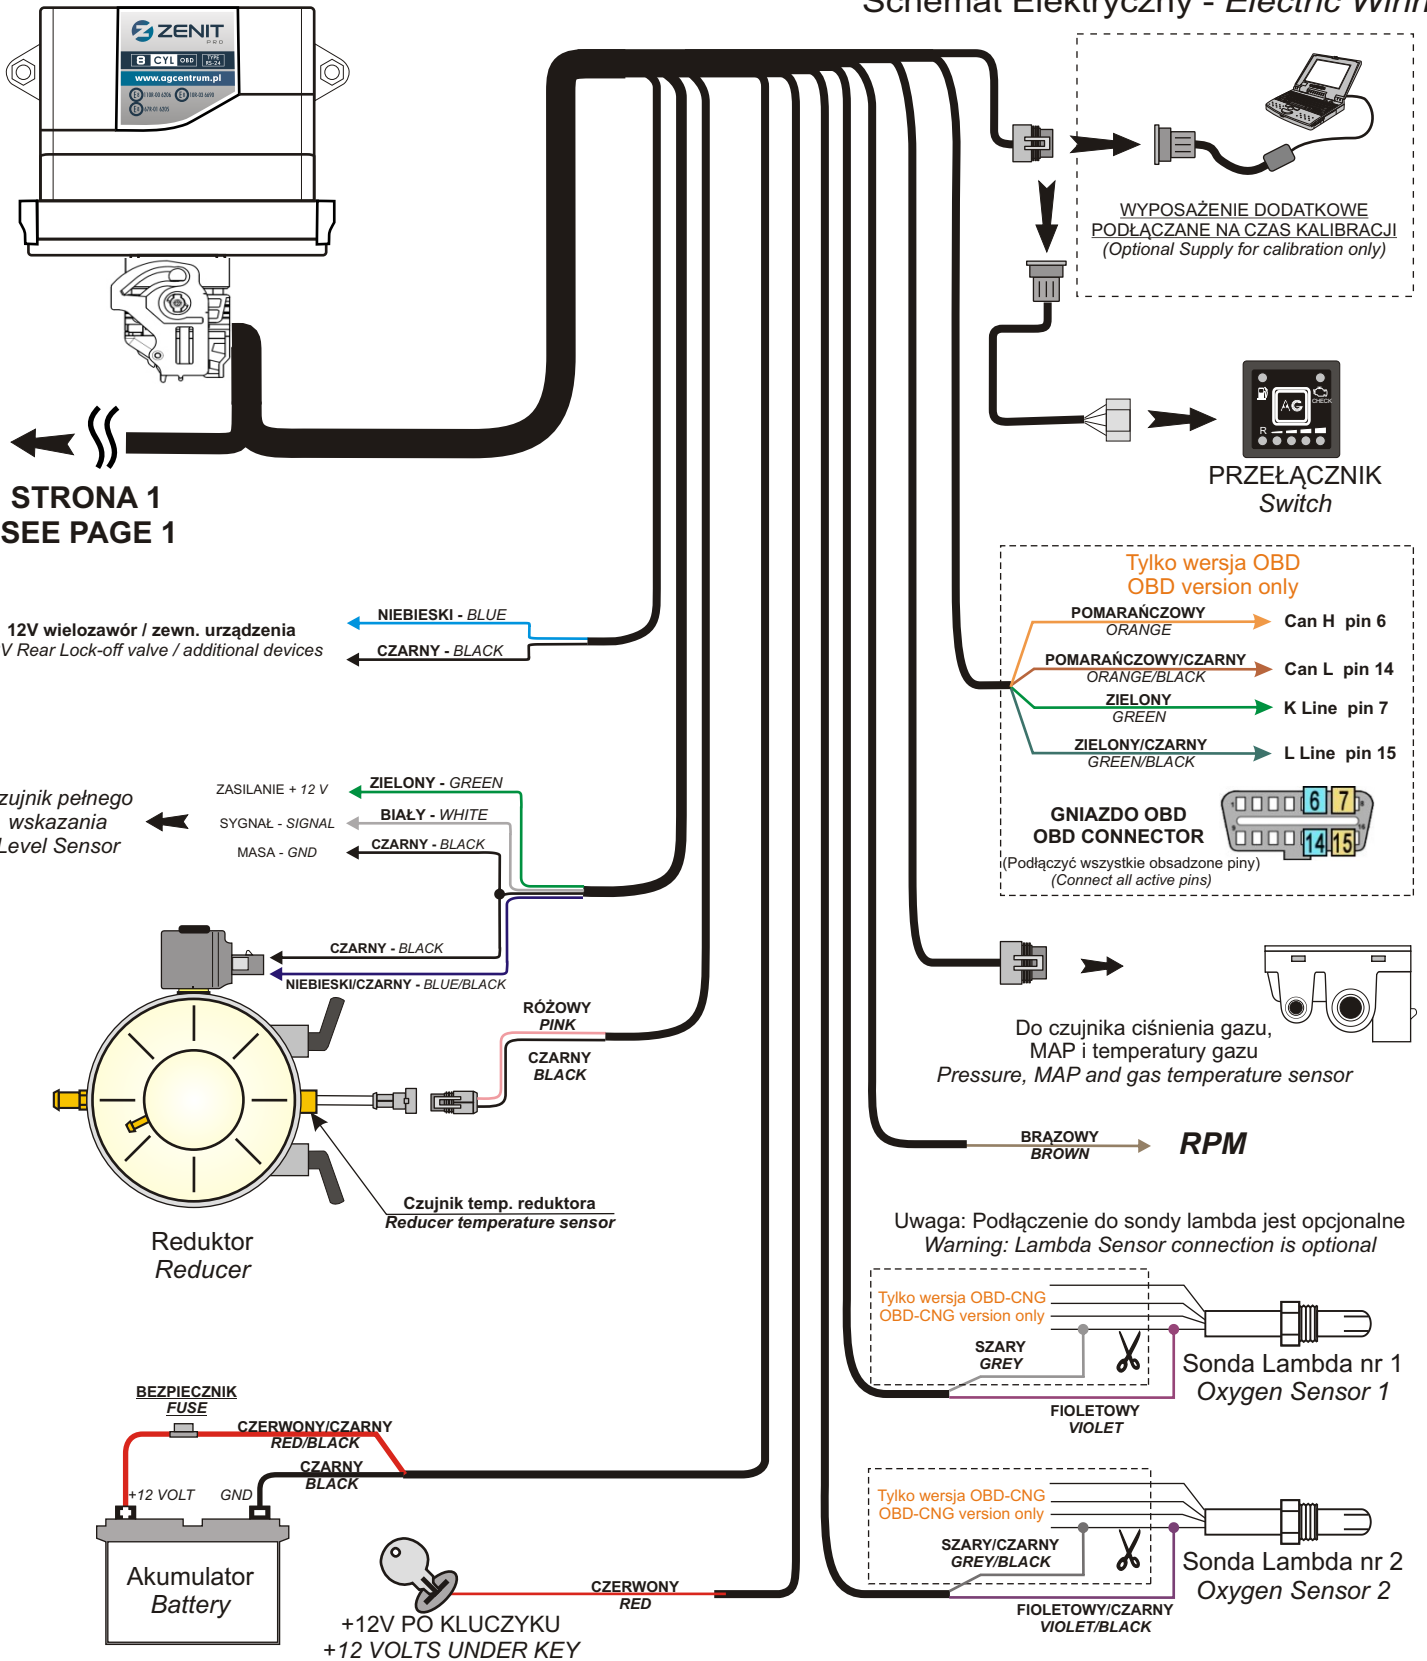 Schemat Elektryczny - Electric Wirin
ZENIT
PRO
8 CYL OBD TYPE RS-24
www.agcentrum.pl
WYPOSAŻENIE DODATKOWE
PODŁĄCZANE NA CZAS KALIBRACJI
(Optional Supply for calibration only)
AG
CHECK
R
PRZEŁĄCZNIK
Switch
STRONA 1
SEE PAGE 1
12V wielozawór / zewn. urządzenia
V Rear Lock-off valve / additional devices
NIEBIESKI - BLUE
CZARNY - BLACK
Tylko wersja OBD
OBD version only
POMARAŃCZOWY
ORANGE
Can H pin 6
POMARAŃCZOWY/CZARNY
ORANGE/BLACK
Can L pin 14
ZIELONY
GREEN
K Line pin 7
ZIELONY/CZARNY
GREEN/BLACK
L Line pin 15
GNIAZDO OBD
OBD CONNECTOR
(Podłączyć wszystkie obsadzone piny)
(Connect all active pins)
6 7
14 15
zujnik pełnego
wskazania
Level Sensor
ZASILANIE + 12 V
SYGNAŁ - SIGNAL
MASA - GND
ZIELONY - GREEN
BIAŁY - WHITE
CZARNY - BLACK
CZARNY - BLACK
NIEBIESKI/CZARNY - BLUE/BLACK
RÓŻOWY
PINK
CZARNY
BLACK
Czujnik temp. reduktora
Reducer temperature sensor
Reduktor
Reducer
Do czujnika ciśnienia gazu,
MAP i temperatury gazu
Pressure, MAP and gas temperature sensor
BRĄZOWY
BROWN
RPM
Uwaga: Podłączenie do sondy lambda jest opcjonalne
Warning: Lambda Sensor connection is optional
Tylko wersja OBD-CNG
OBD-CNG version only
SZARY
GREY
FIOLETOWY
VIOLET
Sonda Lambda nr 1
Oxygen Sensor 1
Tylko wersja OBD-CNG
OBD-CNG version only
SZARY/CZARNY
GREY/BLACK
FIOLETOWY/CZARNY
VIOLET/BLACK
Sonda Lambda nr 2
Oxygen Sensor 2
BEZPIECZNIK
FUSE
CZERWONY/CZARNY
RED/BLACK
CZARNY
BLACK
+12 VOLT
GND
Akumulator
Battery
CZERWONY
RED
+12V PO KLUCZYKU
+12 VOLTS UNDER KEY